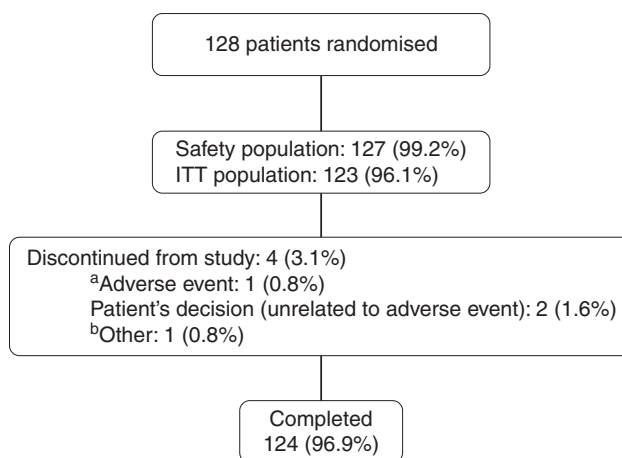 128 patients randomised
Safety population: 127 (99.2%)
ITT population: 123 (96.1%)
Discontinued from study: 4 (3.1%)
aAdverse event: 1 (0.8%)
Patient’s decision (unrelated to adverse event): 2 (1.6%)
bOther: 1 (0.8%)
Completed
124 (96.9%)